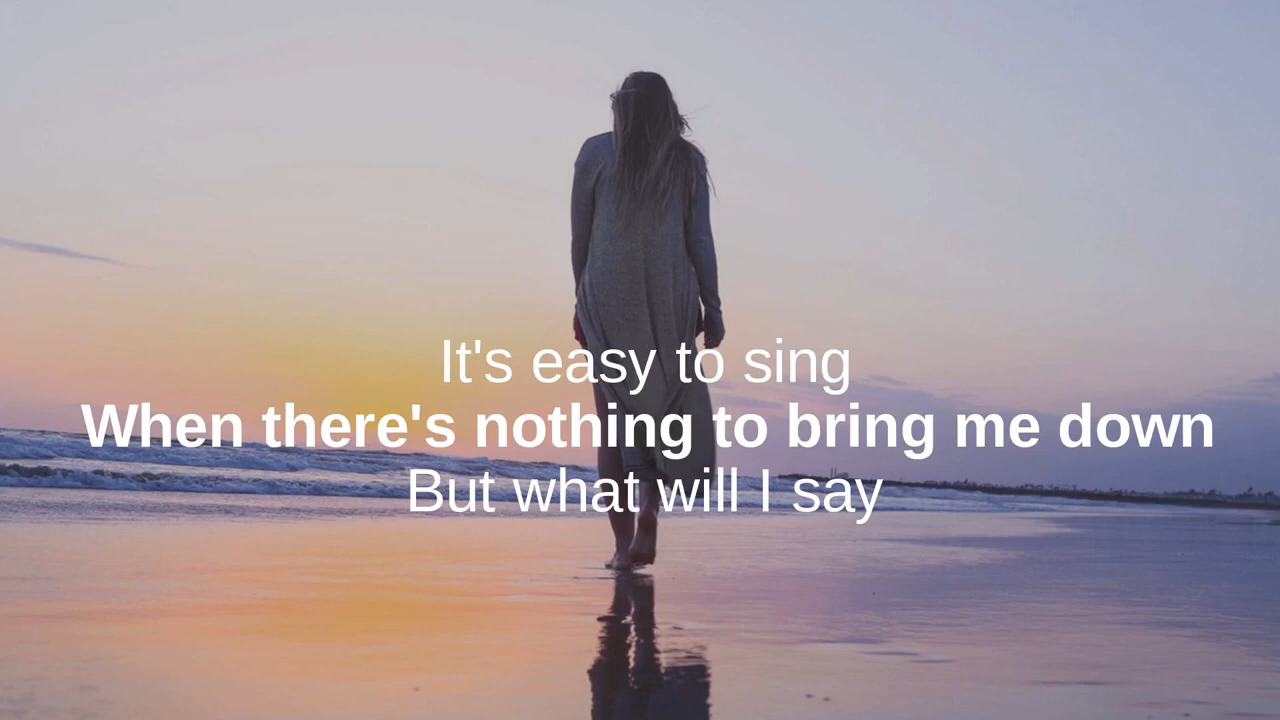 It's easy to sing
When there's nothing to bring me down
But what will I say